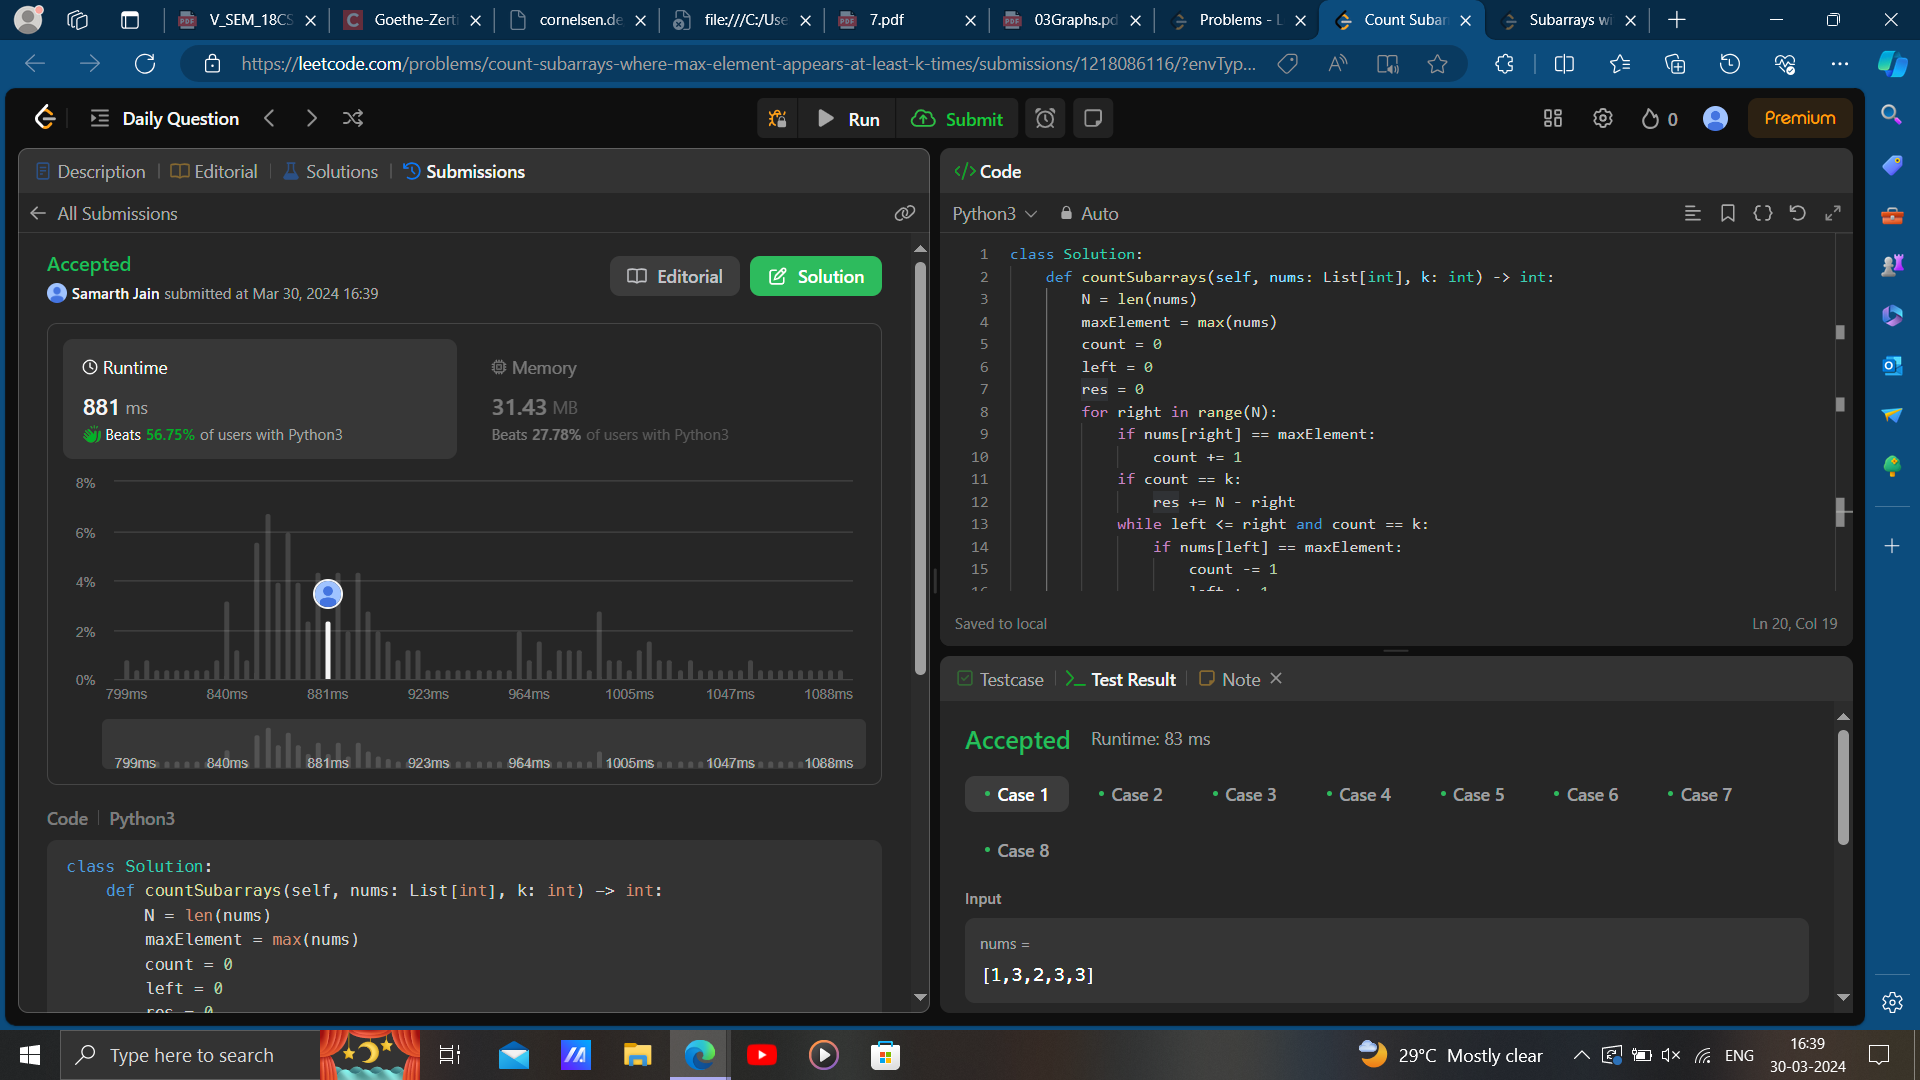 V_SEM_18CS
Goethe-Zert
cornelsen.de
file:///C:/Use
7.pdf
03Graphs.pd
Problems - L
Count Subar
Subarrays wi
https://leetcode.com/problems/count-subarrays-where-max-element-appears-at-least-k-times/submissions/1218086116/?envTyp...
Daily Question
Run
Submit
0
Premium
Description
Editorial
Solutions
Submissions
All Submissions
Accepted
Samarth Jain submitted at Mar 30, 2024 16:39
Editorial
Solution
Runtime
881 ms
Beats 56.75% of users with Python3
Memory
31.43 MB
Beats 27.78% of users with Python3
8%
6%
4%
2%
0%
799ms 840ms 881ms 923ms 964ms 1005ms 1047ms 1088ms
799ms 840ms 881ms 923ms 964ms 1005ms 1047ms 1088ms
Code | Python3
class Solution:
def countSubarrays(self, nums: List[int], k: int) -> int:
N = len(nums)
maxElement = max(nums)
count = 0
left = 0
res = 0
</> Code
Python3
Auto
1 class Solution:
2 def countSubarrays(self, nums: List[int], k: int) -> int:
3 N = len(nums)
4 maxElement = max(nums)
5 count = 0
6 left = 0
7 res = 0
8 for right in range(N):
9 if nums[right] == maxElement:
10 count += 1
11 if count == k:
12 res += N - right
13 while left <= right and count == k:
14 if nums[left] == maxElement:
15 count -= 1
16 left + 1
Saved to local
Ln 20, Col 19
Testcase
Test Result
Note
Accepted
Runtime: 83 ms
Case 1
Case 2
Case 3
Case 4
Case 5
Case 6
Case 7
Case 8
Input
nums =
[1,3,2,3,3]
Type here to search
29°C Mostly clear
ENG
16:39
30-03-2024